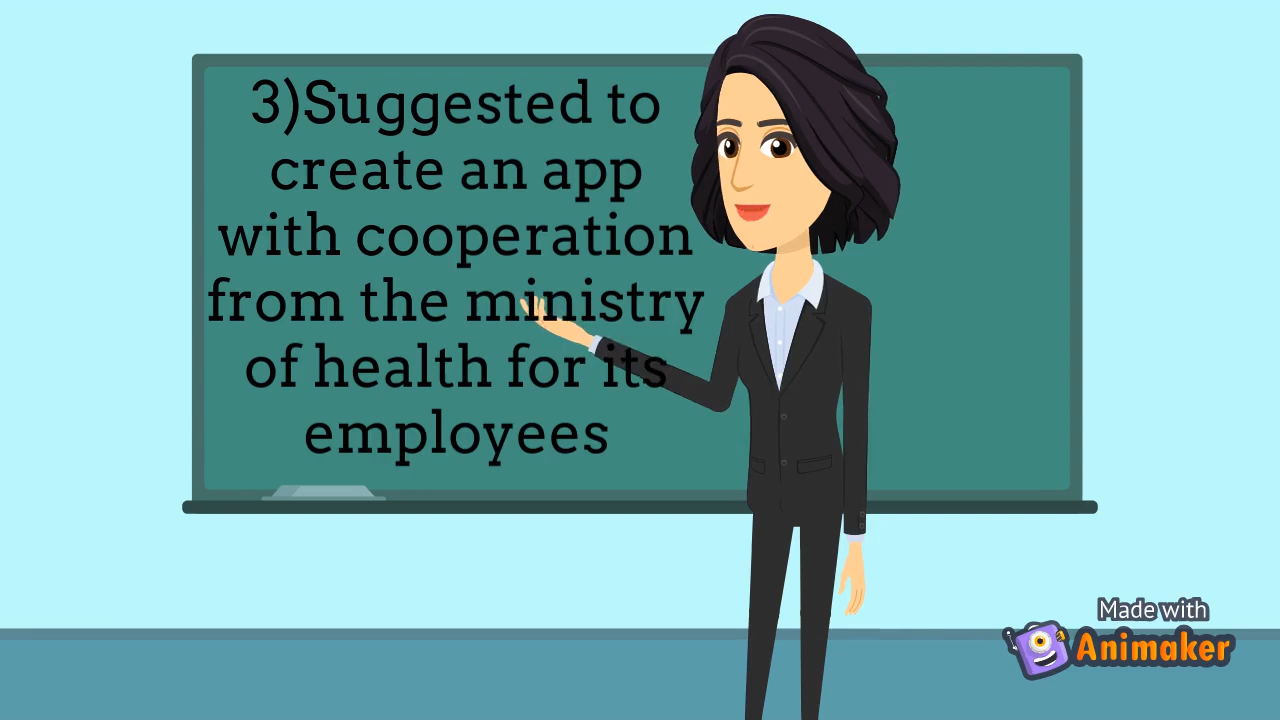 3)Suggested to
create an app
with cooperation
from the ministry
of health for its
employees
Made with
Animaker